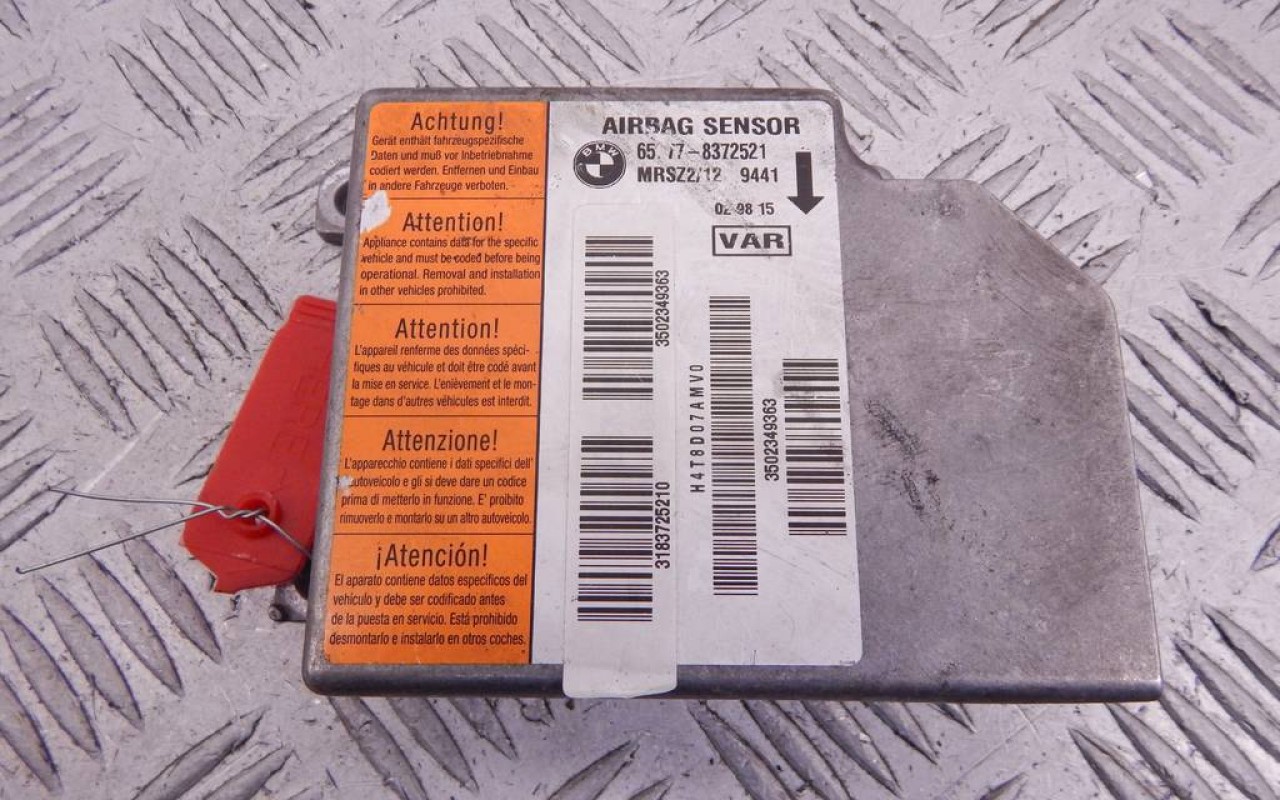 Achtung!
Gerät enthält fahrzeugspezifische
Daten und muß vor Inbetriebnahme
codiert werden. Entfernen und Einbau
in andere Fahrzeuge verboten.
Attention!
Appliance contains data for the specific
vehicle and must be coded before being
operational. Removal and installation
in other vehicles prohibited.
Attention!
L'appareil renferme des données spéci-
fiques au véhicule et doit être codé avant
la mise en service. L'enièvement et le mon-
tage dans d'autres véhicules est interdit.
Attenzione!
L'apparecchio contiene i dati specifici dell'
autoveicolo e gli si deve dare un codice
prima di metterlo in funzione. E' proibito
rimuoverlo e montarlo su un altro autoveicolo.
¡Atención!
El aparato contiene datos especificos del
vehículo y debe ser codificado antes
de la puesta en servicio. Está prohibido
desmontarlo e instalarlo en otros coches.
AIRBAG SENSOR
BMW
8372521
MRSZ2/12 9441
98 15
VAR
3502349363
3183725210
H4T8D07AMV0
3502349363